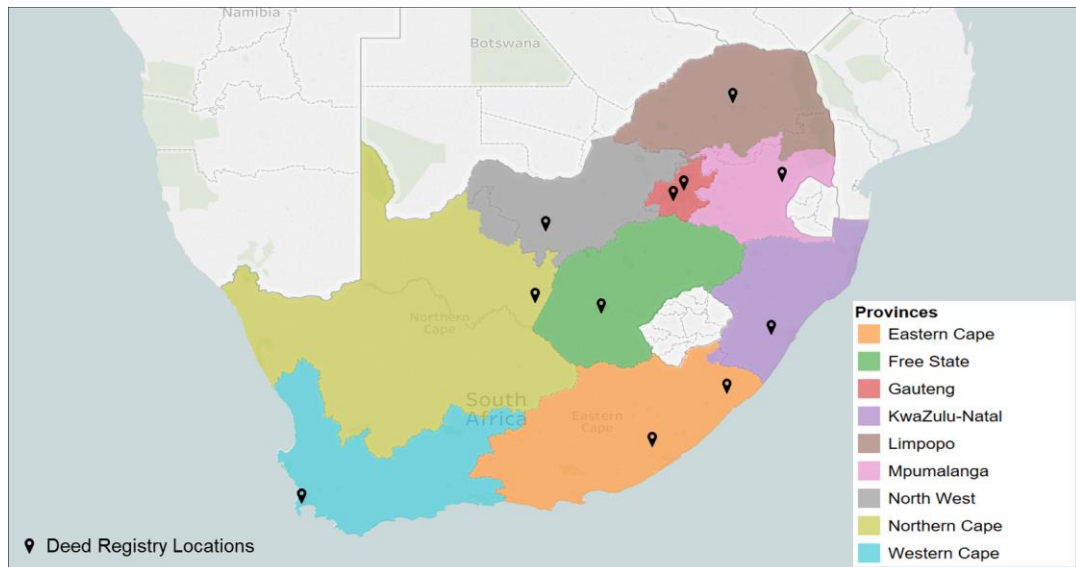 Namibia
Botswana
Northern
Cape
South
Africa
Eastern
Cape
Provinces
Eastern Cape
Free State
Gauteng
KwaZulu-Natal
Limpopo
Mpumalanga
North West
Northern Cape
Western Cape
Deed Registry Locations